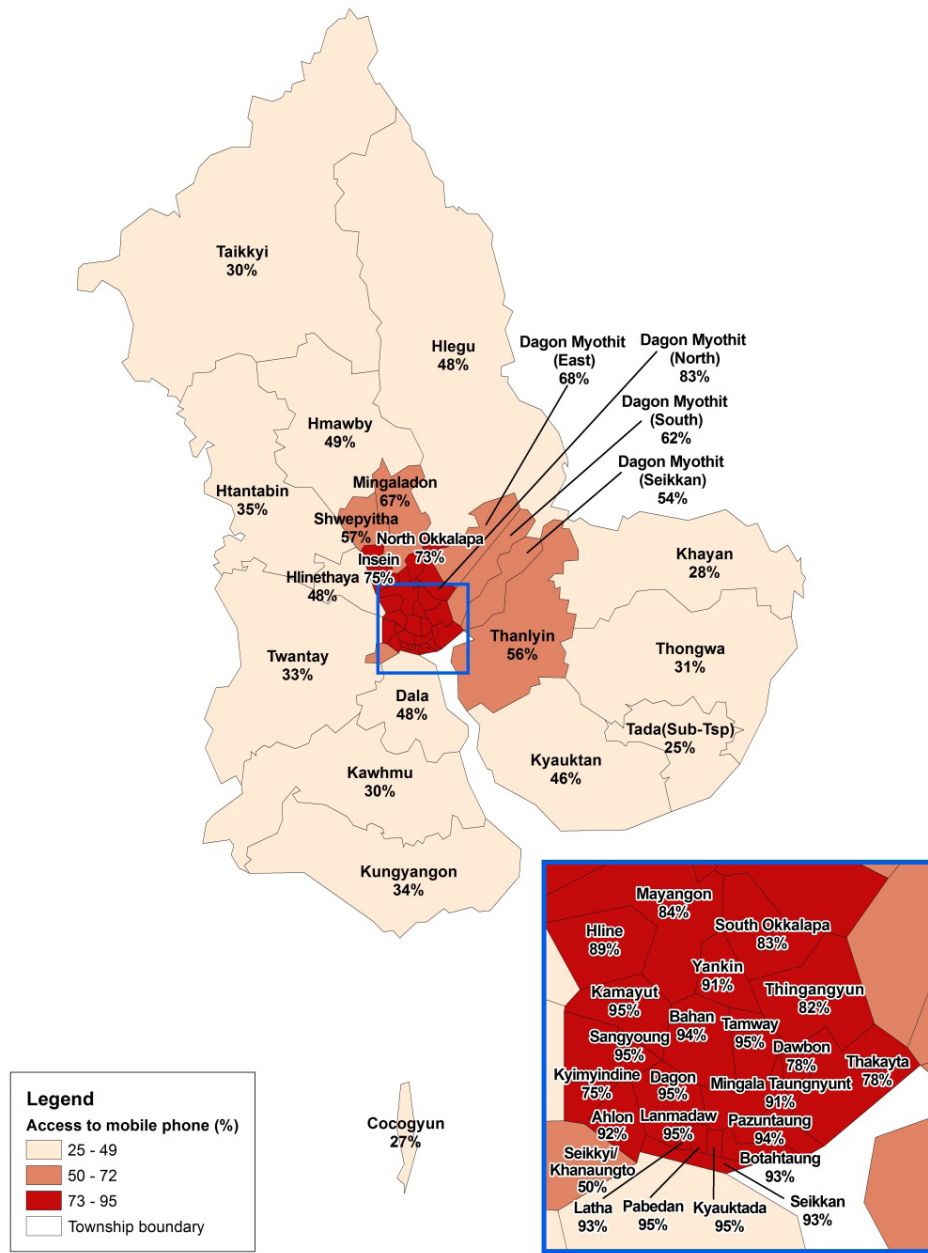 Taikkyi
30%
Hlegu
48%
Dagon Myothit
(East)
68%
Dagon Myothit
(North)
83%
Dagon Myothit
(South)
62%
Dagon Myothit
(Seikkan)
54%
Hmawby
49%
Mingaladon
67%
Htantabin
35%
Shwepyitha
57%
North Okkalapa
73%
Insein
75%
Hlinethaya
48%
Khayan
28%
Thanlyin
56%
Thongwa
31%
Twantay
33%
Dala
48%
Tada(Sub-Tsp)
25%
Kyauktan
46%
Kawhmu
30%
Kungyangon
34%
Cocogyun
27%
Mayangon
84%
South Okkalapa
83%
Hline
89%
Yankin
91%
Thingangyun
82%
Kamayut
95%
Bahan
94%
Tamway
95%
Sangyoung
95%
Dawbon
78%
Thakayta
78%
Kyimyindine
75%
Dagon
95%
Mingala Taungnyunt
91%
Ahlon
92%
Lanmadaw
95%
Pazuntaung
94%
Seikkyi/
Khanaungto
50%
Botahtaung
93%
Latha
93%
Pabedan
95%
Kyauktada
95%
Seikkan
93%
Legend
Access to mobile phone (%)
25 - 49
50 - 72
73 - 95
Township boundary